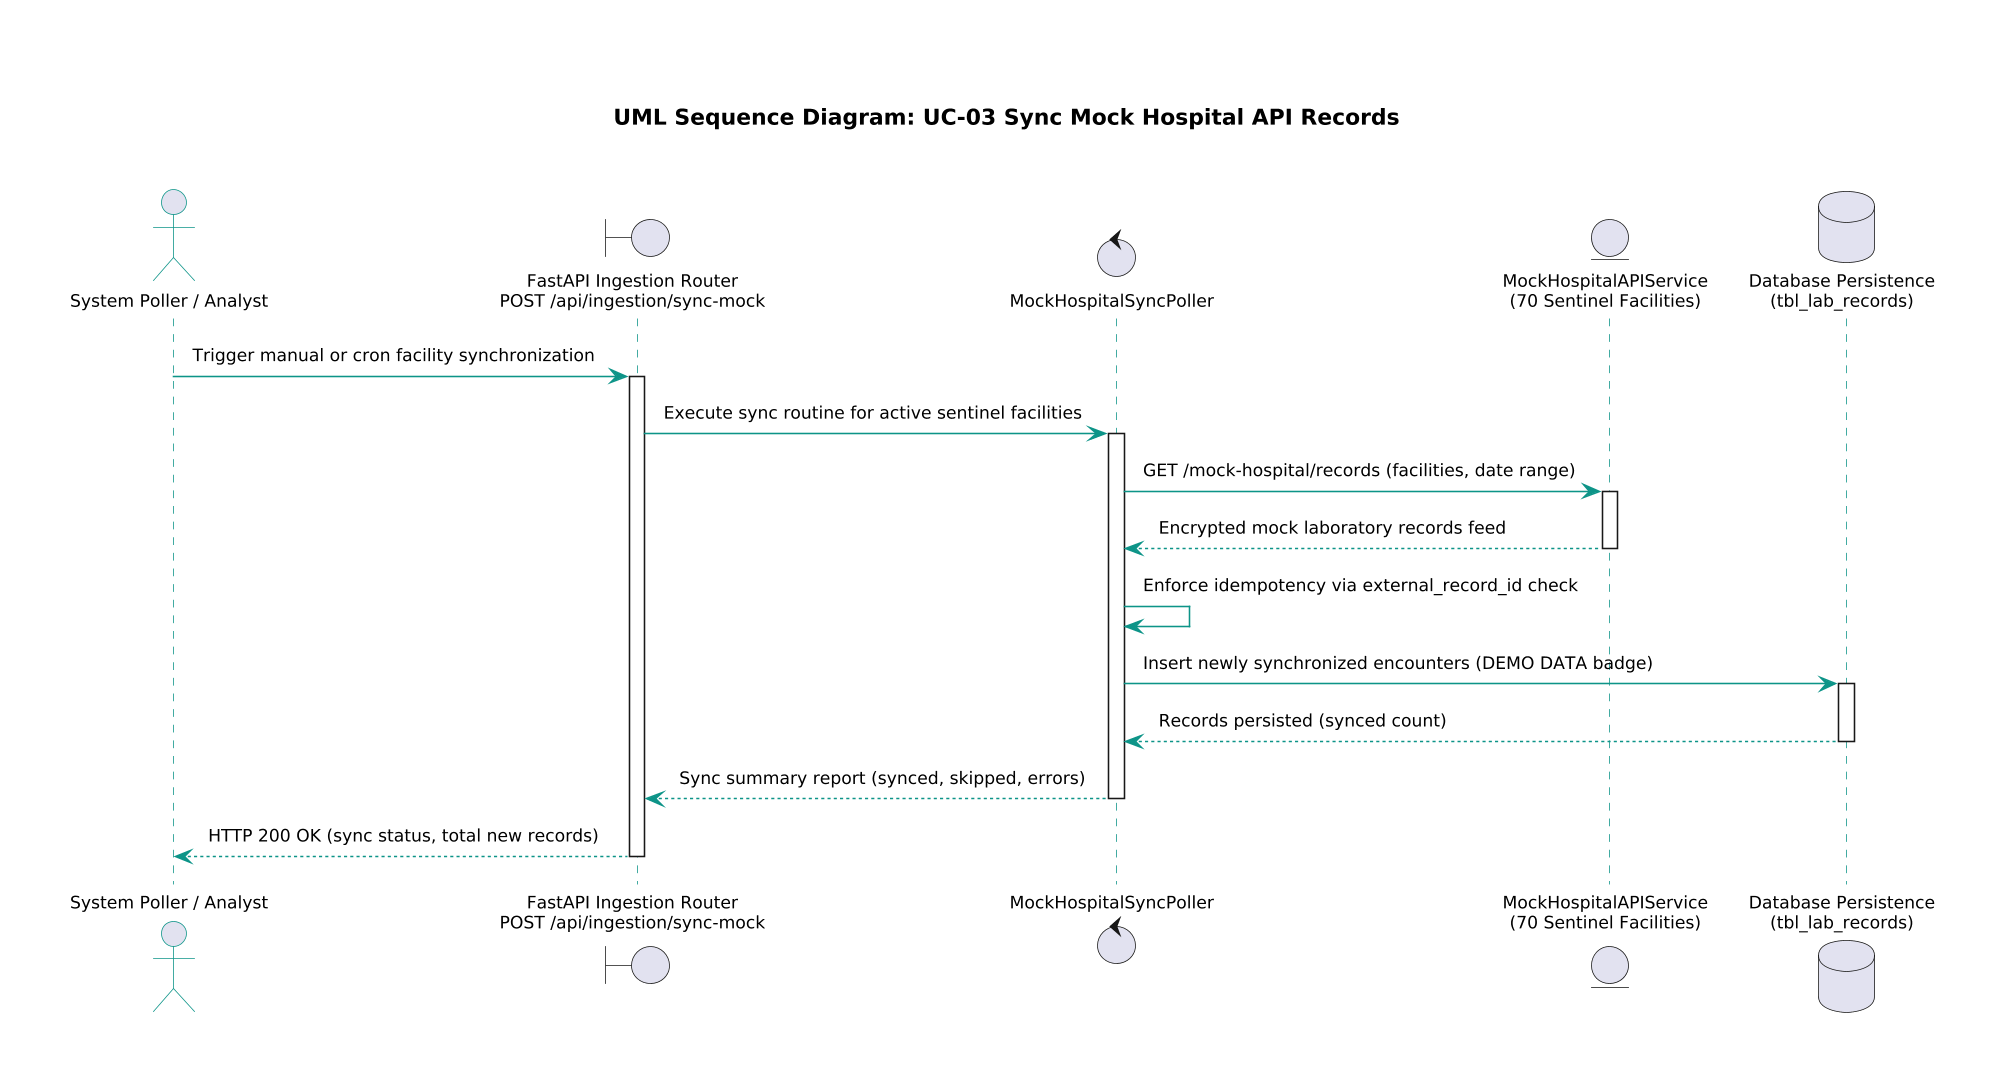 UML Sequence Diagram: UC-03 Sync Mock Hospital API Records
System Poller / Analyst
FastAPI Ingestion Router
POST /api/ingestion/sync-mock
MockHospitalSyncPoller
MockHospitalAPIService
(70 Sentinel Facilities)
Database Persistence
(tbl_lab_records)
Trigger manual or cron facility synchronization
Execute sync routine for active sentinel facilities
GET /mock-hospital/records (facilities, date range)
Encrypted mock laboratory records feed
Enforce idempotency via external_record_id check
Insert newly synchronized encounters (DEMO DATA badge)
Records persisted (synced count)
Sync summary report (synced, skipped, errors)
HTTP 200 OK (sync status, total new records)
System Poller / Analyst
FastAPI Ingestion Router
POST /api/ingestion/sync-mock
MockHospitalSyncPoller
MockHospitalAPIService
(70 Sentinel Facilities)
Database Persistence
(tbl_lab_records)